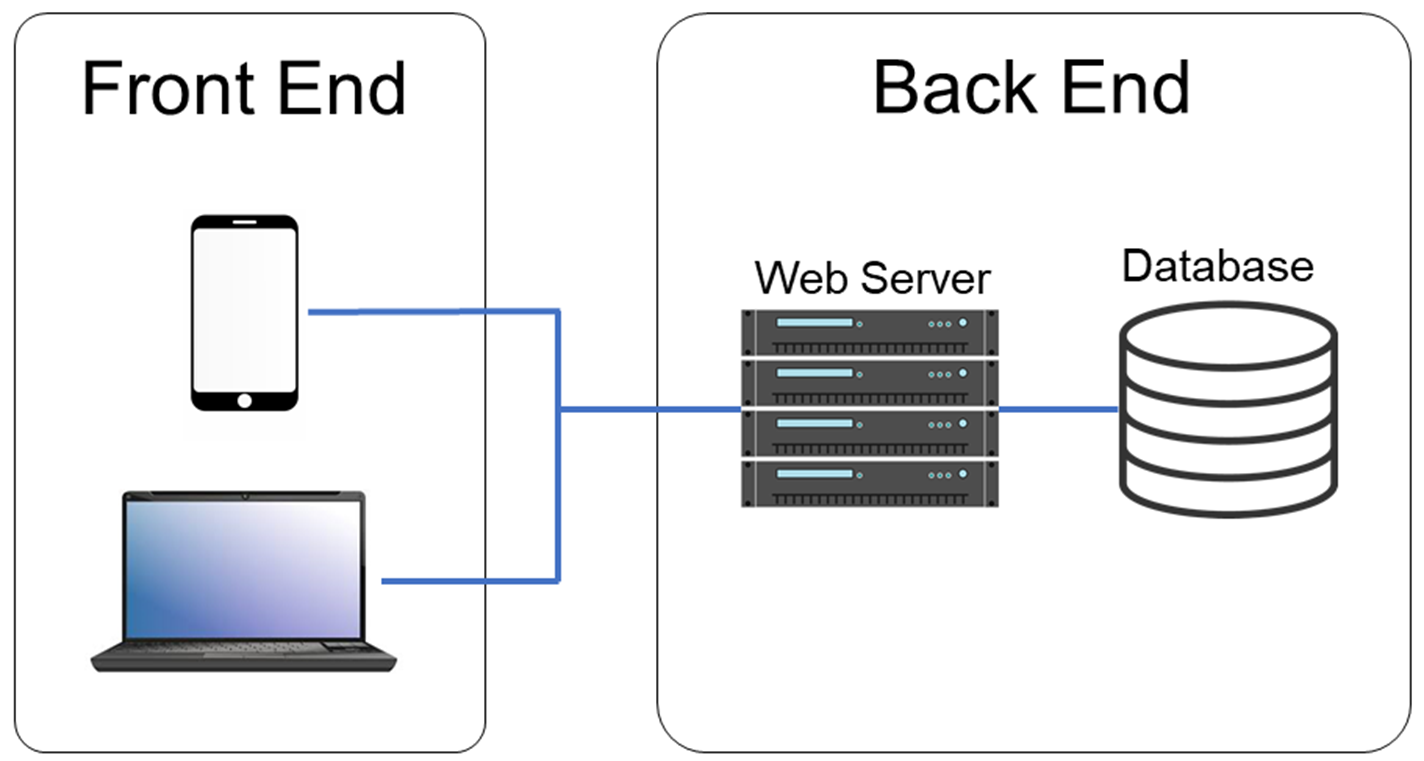 Front End
Back End
Web Server
Database